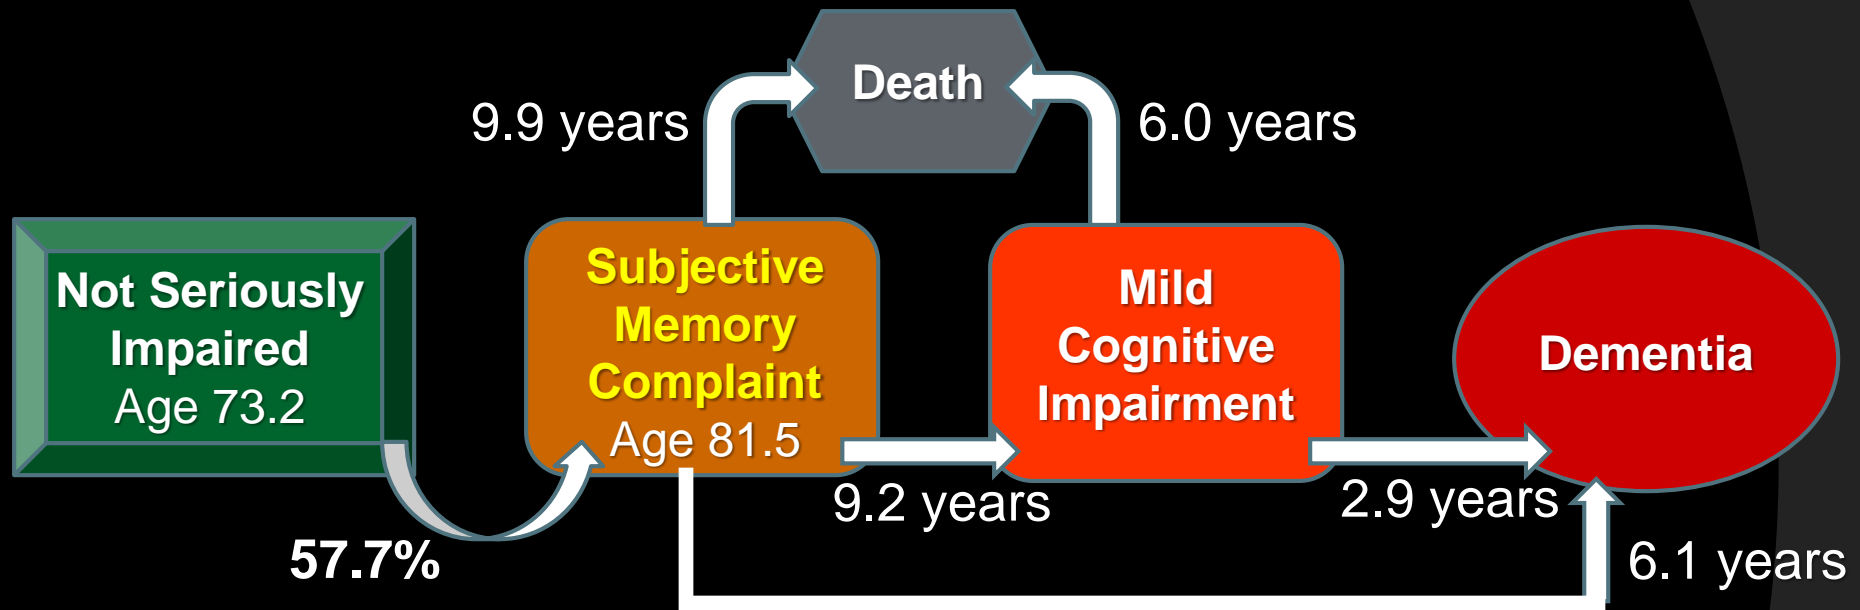 Death
9.9 years
6.0 years
Not Seriously
Impaired
Age 73.2
Subjective
Memory
Complaint
Age 81.5
Mild
Cognitive
Impairment
Dementia
57.7%
9.2 years
2.9 years
6.1 years